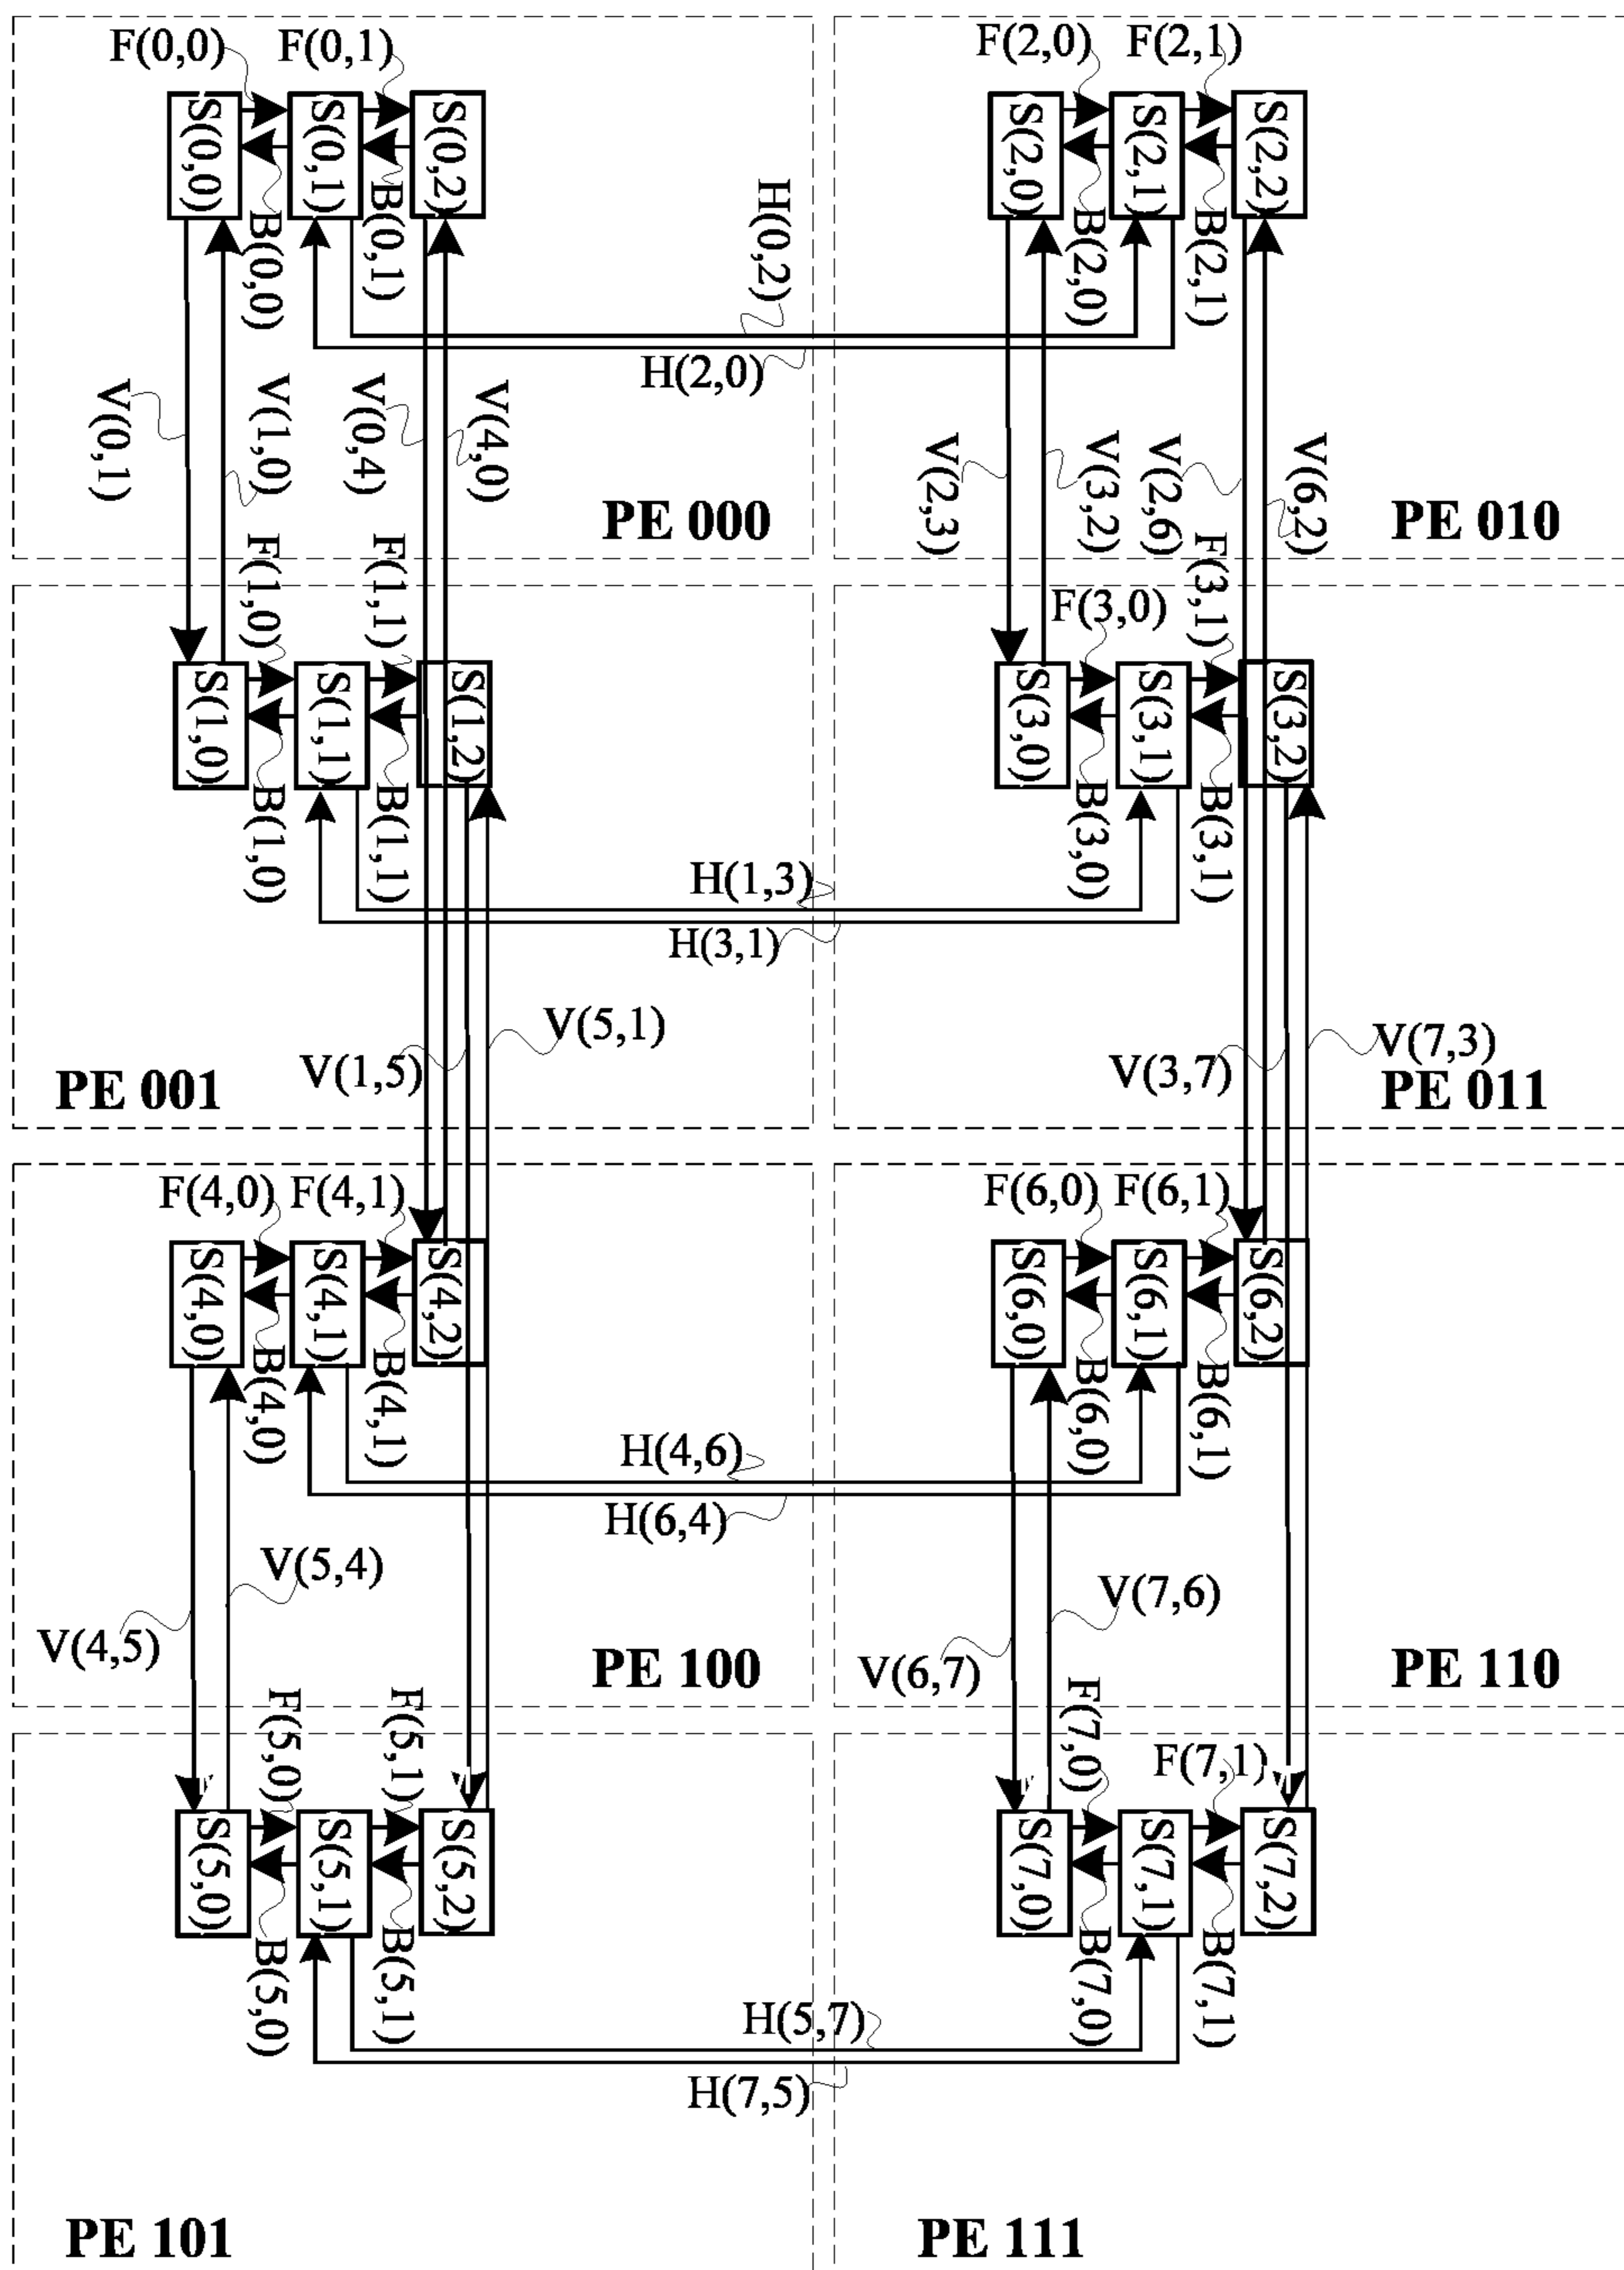 F(0,0)
F(0,1)
S(0,0)
S(0,1)
S(0,2)
B(0,0)
B(0,1)
H(0,2)
H(2,0)
V(0,1)
V(1,0)
V(0,4)
V(4,0)
PE 000
F(2,0)
F(2,1)
S(2,0)
S(2,1)
S(2,2)
B(2,0)
B(2,1)
V(2,3)
V(3,2)
V(2,6)
V(6,2)
PE 010
F(1,0)
F(1,1)
S(1,0)
S(1,1)
S(1,2)
B(1,0)
B(1,1)
H(1,3)
H(3,1)
V(1,5)
V(5,1)
PE 001
F(3,0)
F(3,1)
S(3,0)
S(3,1)
S(3,2)
B(3,0)
B(3,1)
V(3,7)
V(7,3)
PE 011
F(4,0)
F(4,1)
S(4,0)
S(4,1)
S(4,2)
B(4,0)
B(4,1)
H(4,6)
H(6,4)
V(5,4)
V(4,5)
PE 100
F(6,0)
F(6,1)
S(6,0)
S(6,1)
S(6,2)
B(6,0)
B(6,1)
V(7,6)
V(6,7)
PE 110
F(5,0)
F(5,1)
S(5,0)
S(5,1)
S(5,2)
B(5,0)
B(5,1)
H(5,7)
H(7,5)
PE 101
F(7,0)
F(7,1)
S(7,0)
S(7,1)
S(7,2)
B(7,0)
B(7,1)
PE 111